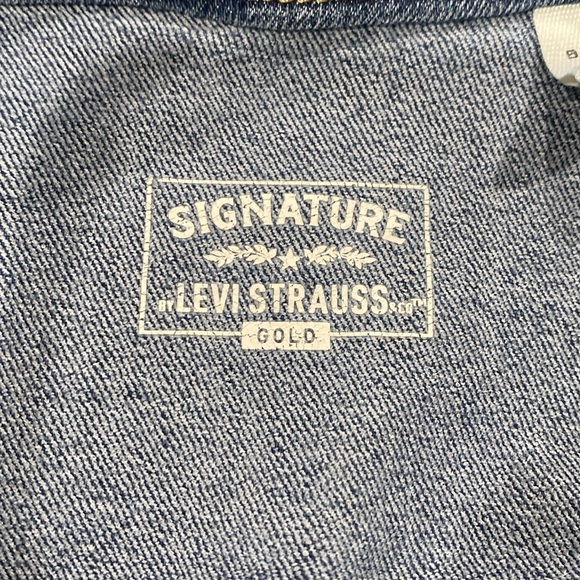 SIGNATURE
BY LEVI STRAUSS & CO™
GOLD